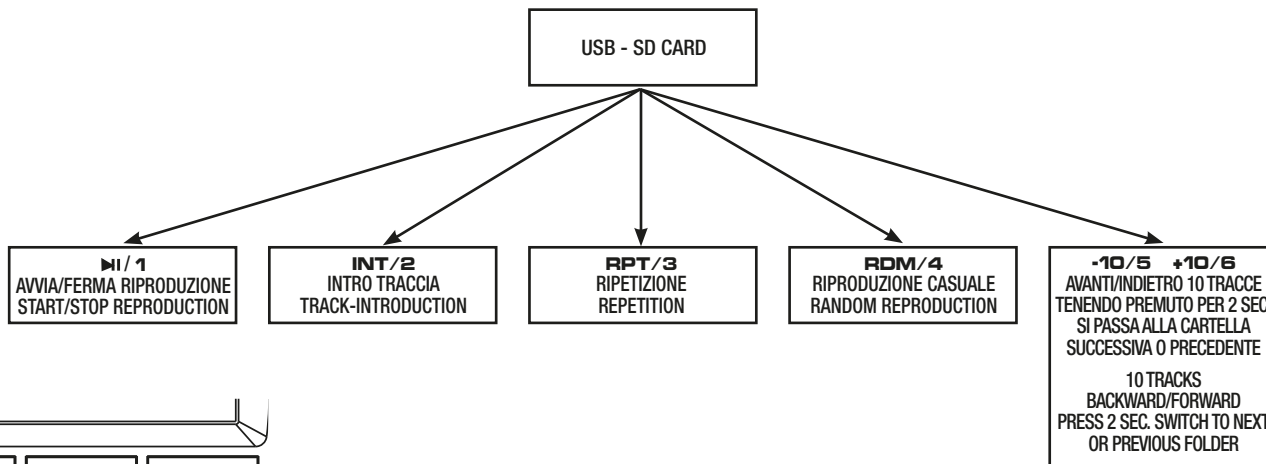 USB - SD CARD
⏯/1
AVVIA/FERMA RIPRODUZIONE
START/STOP REPRODUCTION
INT/2
INTRO TRACCIA
TRACK-INTRODUCTION
RPT/3
RIPETIZIONE
REPETITION
RDM/4
RIPRODUZIONE CASUALE
RANDOM REPRODUCTION
-10/5 +10/6
AVANTI/INDIETRO 10 TRACCE
TENENDO PREMUTO PER 2 SEC
SI PASSA ALLA CARTELLA
SUCCESSIVA O PRECEDENTE
10 TRACKS
BACKWARD/FORWARD
PRESS 2 SEC. SWITCH TO NEXT
OR PREVIOUS FOLDER